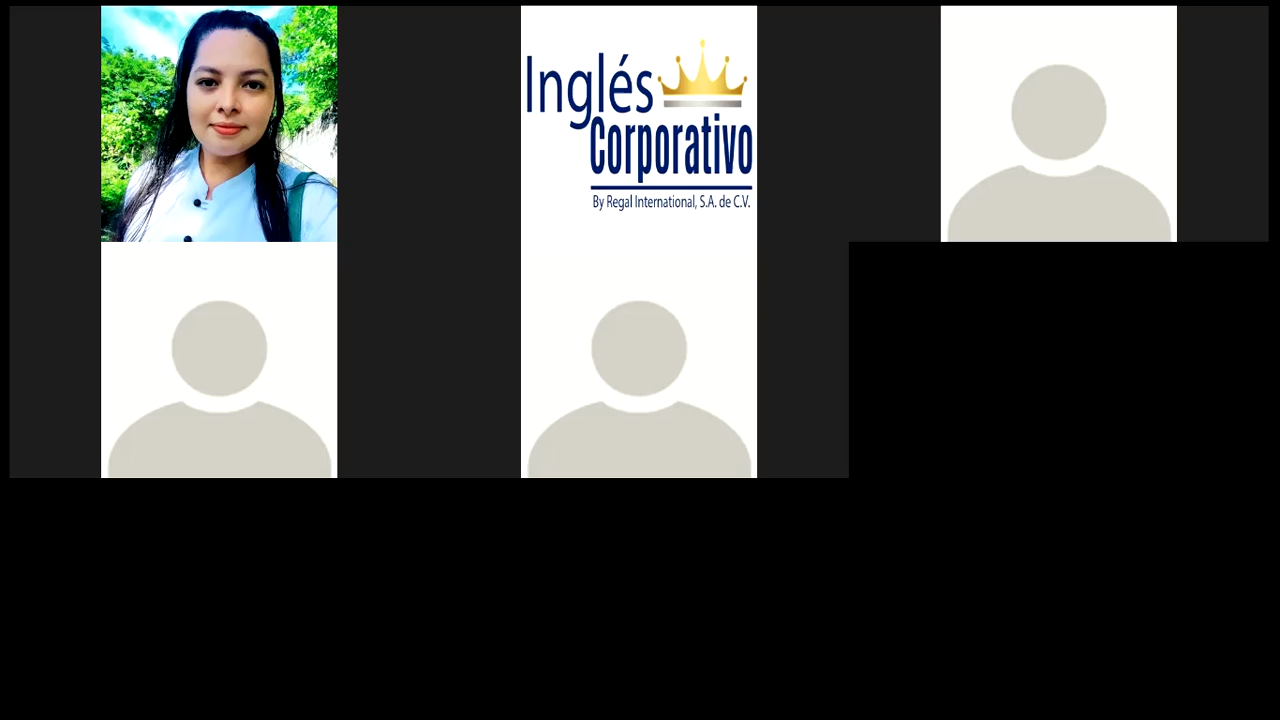 Inglés
Corporativo
By Regal International, S.A. de C.V.